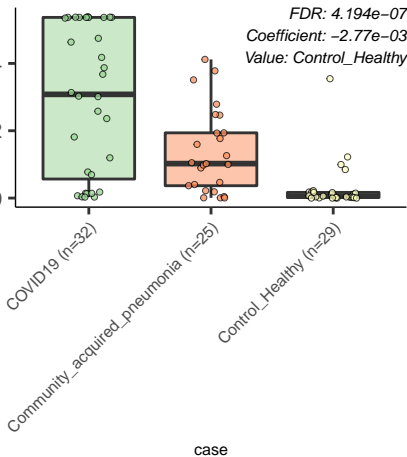 FDR: 4.194e−07
Coefficient: −2.77e−03
Value: Control_Healthy
COVID19 (n=32)
Community_acquired_pneumonia (n=25)
Control_Healthy (n=29)
case